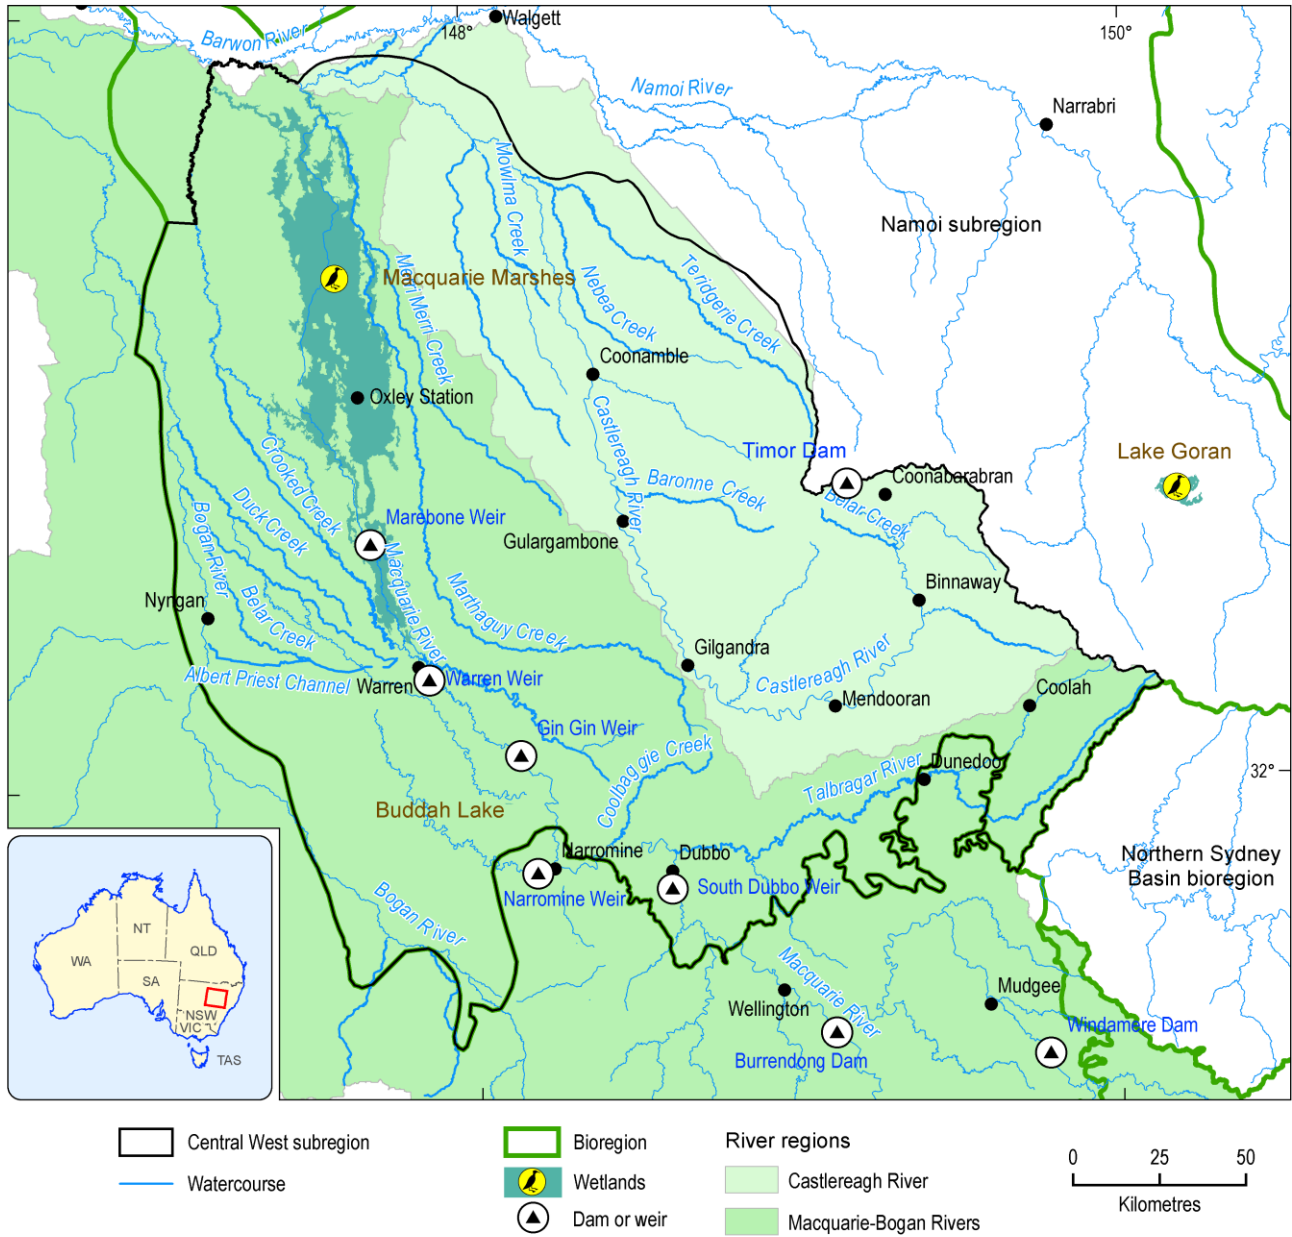 Walgett
148°
150°
Barwon River
Namoi River
Narrabri
Mowlma Creek
Namoi subregion
Macquarie Marshes
Merri Merri Creek
Nebea Creek
Teridgerie Creek
Coonamble
Oxley Station
Castlereagh River
Timor Dam
Lake Goran
Crooked Creek
Baronne Creek
Coonabarabran
Belar Creek
Duck Creek
Bogan River
Marebone Weir
Gulargambone
Macquarie River
Binnaway
Nyngan
Belar Creek
Marthaguy Creek
Gilgandra
Castlereagh River
Albert Priest Channel
Warren
Warren Weir
Mendooran
Coolah
Gin Gin Weir
Coolbaggie Creek
Talbragar River
Dunedoo
32°
Buddah Lake
Narromine
Dubbo
Northern Sydney
Basin bioregion
Narromine Weir
South Dubbo Weir
Bogan River
Macquarie River
Wellington
Mudgee
Windamere Dam
Burrendong Dam
NT
QLD
WA
SA
NSW
VIC
TAS
Central West subregion
Watercourse
Bioregion
Wetlands
Dam or weir
River regions
Castlereagh River
Macquarie-Bogan Rivers
0 25 50
Kilometres